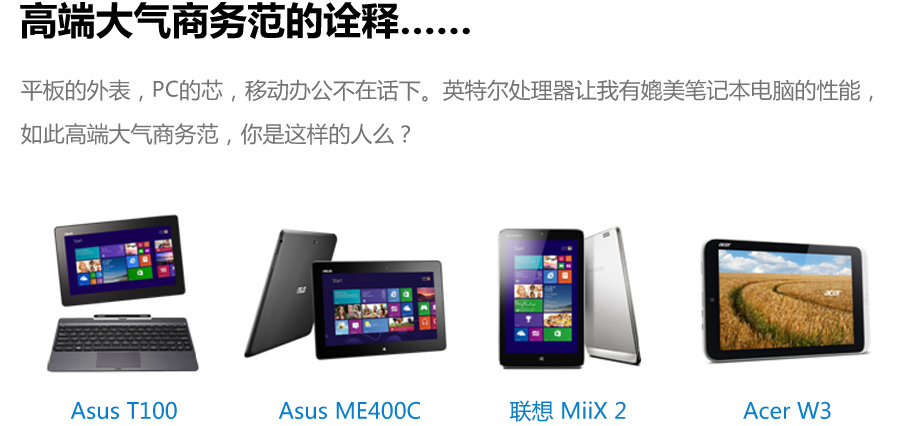 高端大气商务范的诠释……
平板的外表，PC的芯，移动办公不在话下。英特尔处理器让我有媲美笔记本电脑的性能，
如此高端大气商务范，你是这样的人么？
acer
acer
Asus T100
Asus ME400C
联想 MiiX 2
Acer W3